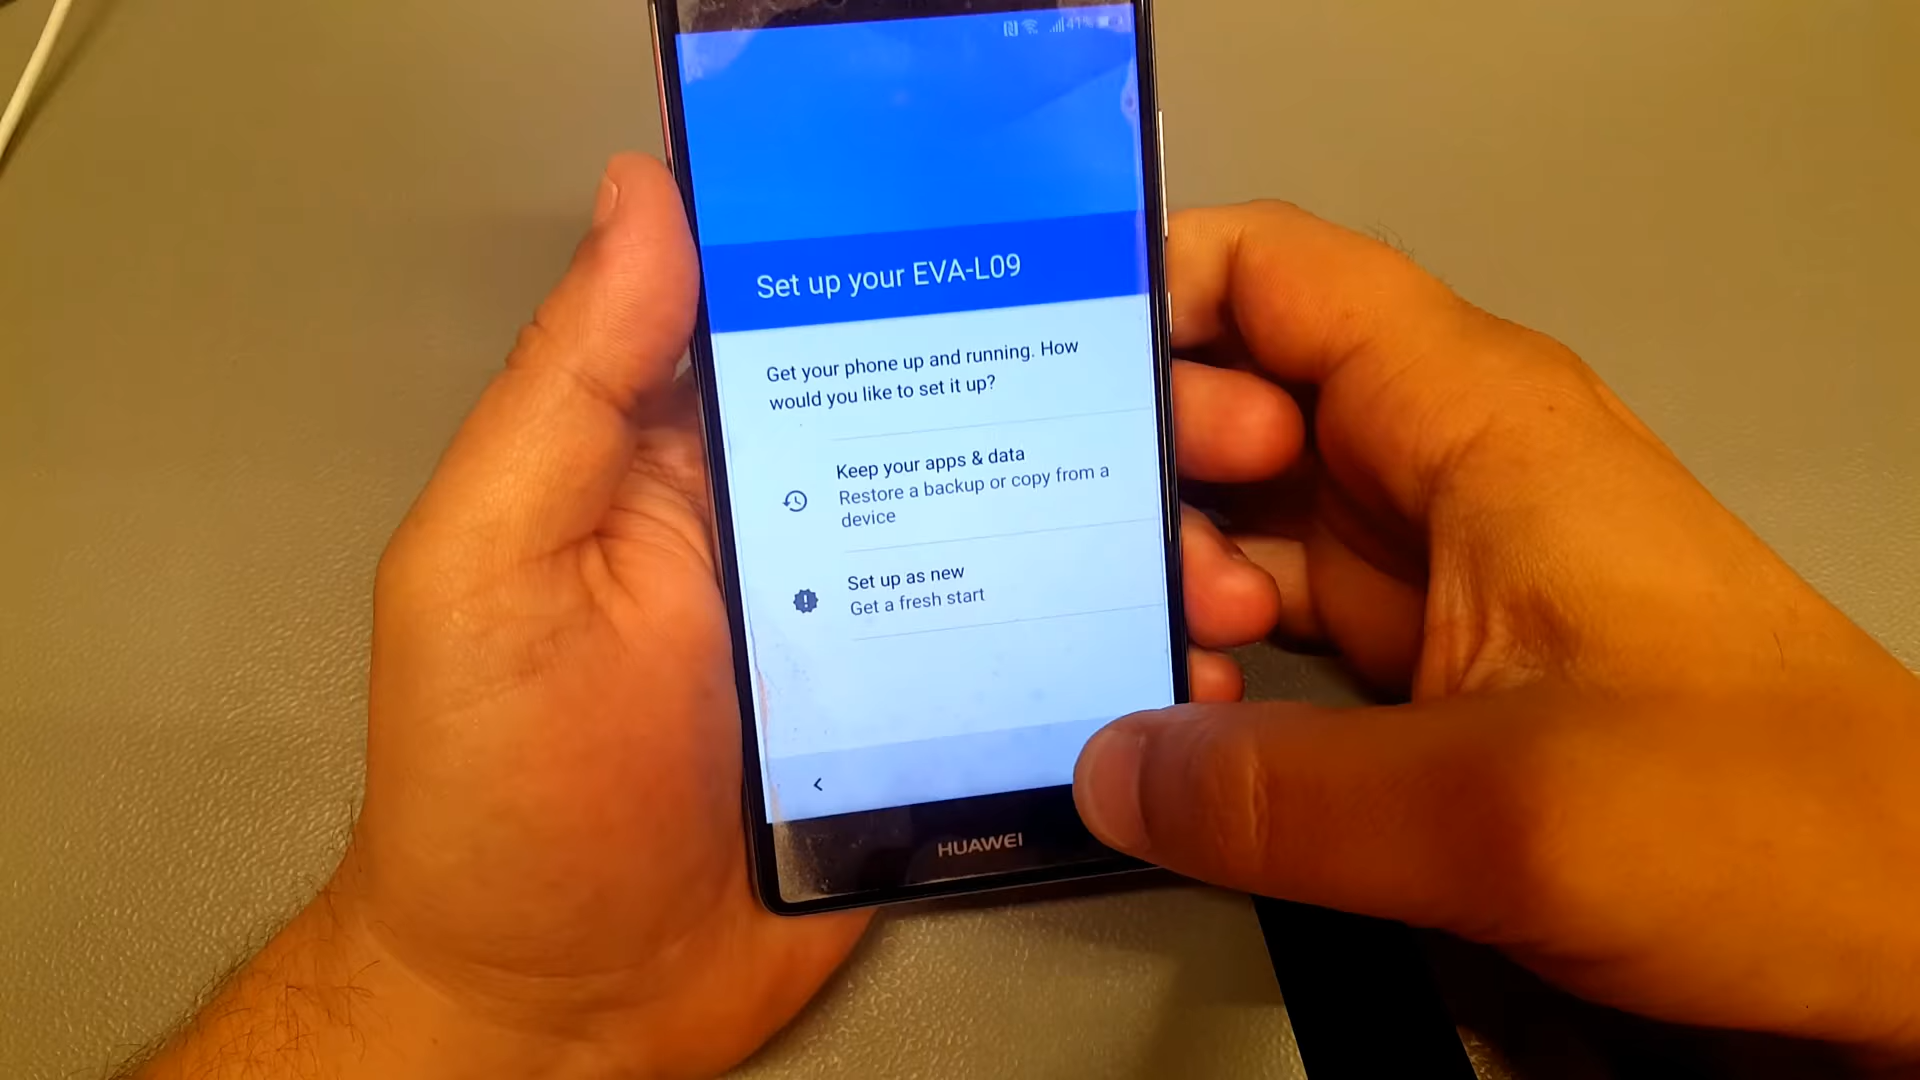 41%
Set up your EVA-L09
Get your phone up and running. How
would you like to set it up?
Keep your apps & data
Restore a backup or copy from a
device
Set up as new
Get a fresh start
HUAWEI